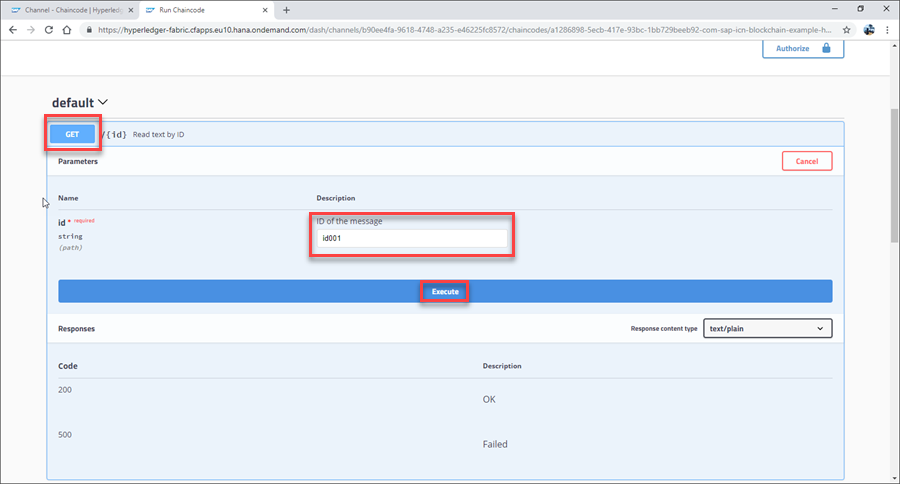 Channel - Chaincode | Hyperledg
Run Chaincode
https://hyperledger-fabric.cfapps.eu10.hana.ondemand.com/dash/channels/b90ee4fa-9618-4748-a235-e46225fc8572/chaincodes/a1286898-5ecb-417e-93bc-1bb729beeb92-com-sap-icn-blockchain-example-h...
Authorize
default
GET /{id} Read text by ID
Parameters Cancel
Name Description
id * required ID of the message
string id001
(path)
Execute
Responses Response content type text/plain
Code Description
200 OK
500 Failed